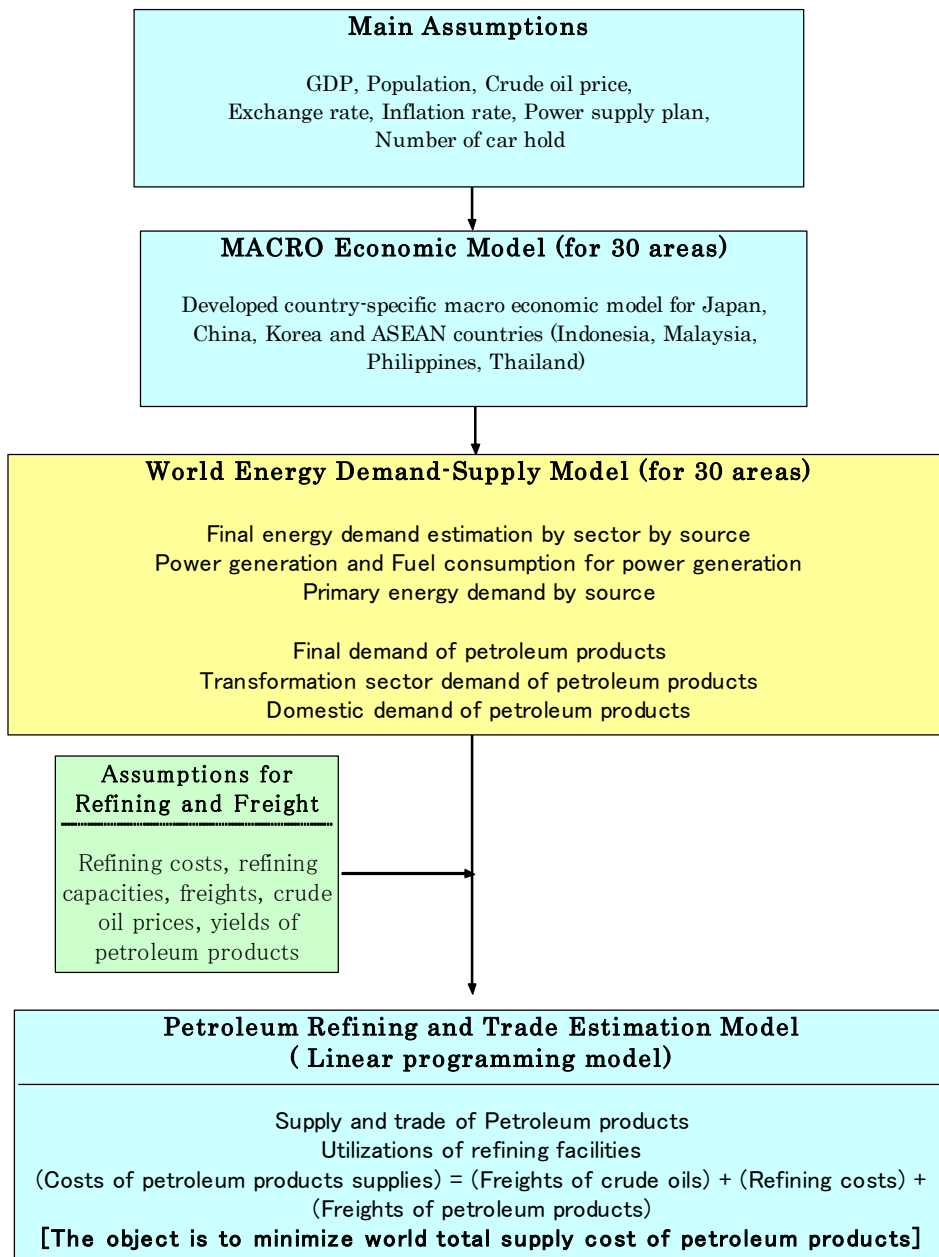 Main Assumptions
GDP, Population, Crude oil price,
Exchange rate, Inflation rate, Power supply plan,
Number of car hold
MACRO Economic Model (for 30 areas)
Developed country-specific macro economic model for Japan,
China, Korea and ASEAN countries (Indonesia, Malaysia,
Philippines, Thailand)
World Energy Demand-Supply Model (for 30 areas)
Final energy demand estimation by sector by source
Power generation and Fuel consumption for power generation
Primary energy demand by source
Final demand of petroleum products
Transformation sector demand of petroleum products
Domestic demand of petroleum products
Assumptions for
Refining and Freight
Refining costs, refining
capacities, freights, crude
oil prices, yields of
petroleum products
Petroleum Refining and Trade Estimation Model
( Linear programming model)
Supply and trade of Petroleum products
Utilizations of refining facilities
(Costs of petroleum products supplies) = (Freights of crude oils) + (Refining costs) +
(Freights of petroleum products)
[The object is to minimize world total supply cost of petroleum products]